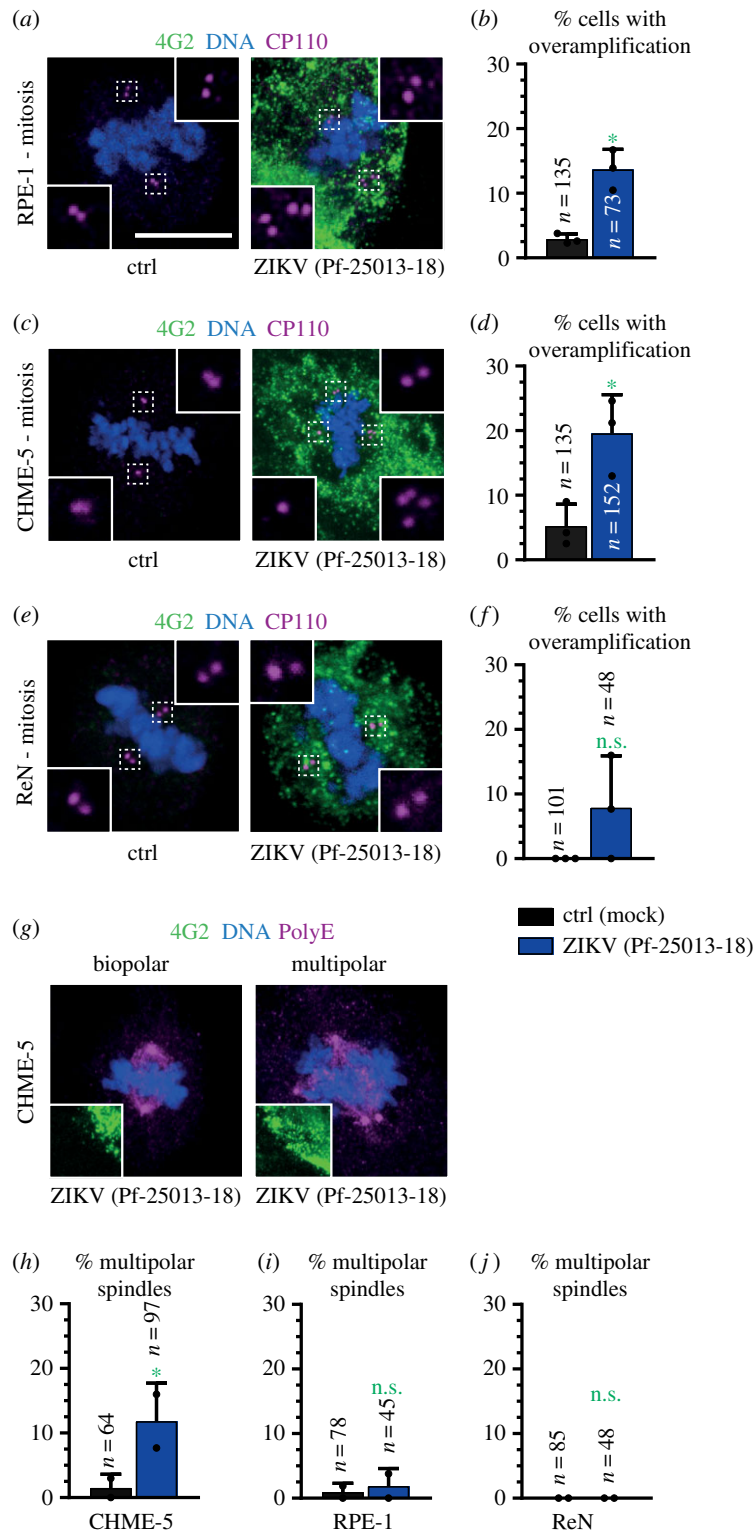 (a)
4G2 DNA CP110
RPE-1 - mitosis
ctrl
ZIKV (Pf-25013-18)
(b)
% cells with
overamplification
30
20
10
0
n = 135
n = 73
*
(c)
4G2 DNA CP110
CHME-5 - mitosis
ctrl
ZIKV (Pf-25013-18)
(d)
% cells with
overamplification
30
20
10
0
n = 135
n = 152
*
(e)
4G2 DNA CP110
ReN - mitosis
ctrl
ZIKV (Pf-25013-18)
(f)
% cells with
overamplification
30
20
10
0
n = 101
n = 48
n.s.
ctrl (mock)
ZIKV (Pf-25013-18)
(g)
4G2 DNA PolyE
biopolar
multipolar
CHME-5
ZIKV (Pf-25013-18)
ZIKV (Pf-25013-18)
(h)
% multipolar
spindles
30
20
10
0
n = 64
n = 97
*
CHME-5
(i)
% multipolar
spindles
30
20
10
0
n = 78
n = 45
n.s.
RPE-1
(j)
% multipolar
spindles
30
20
10
0
n = 85
n = 48
n.s.
ReN